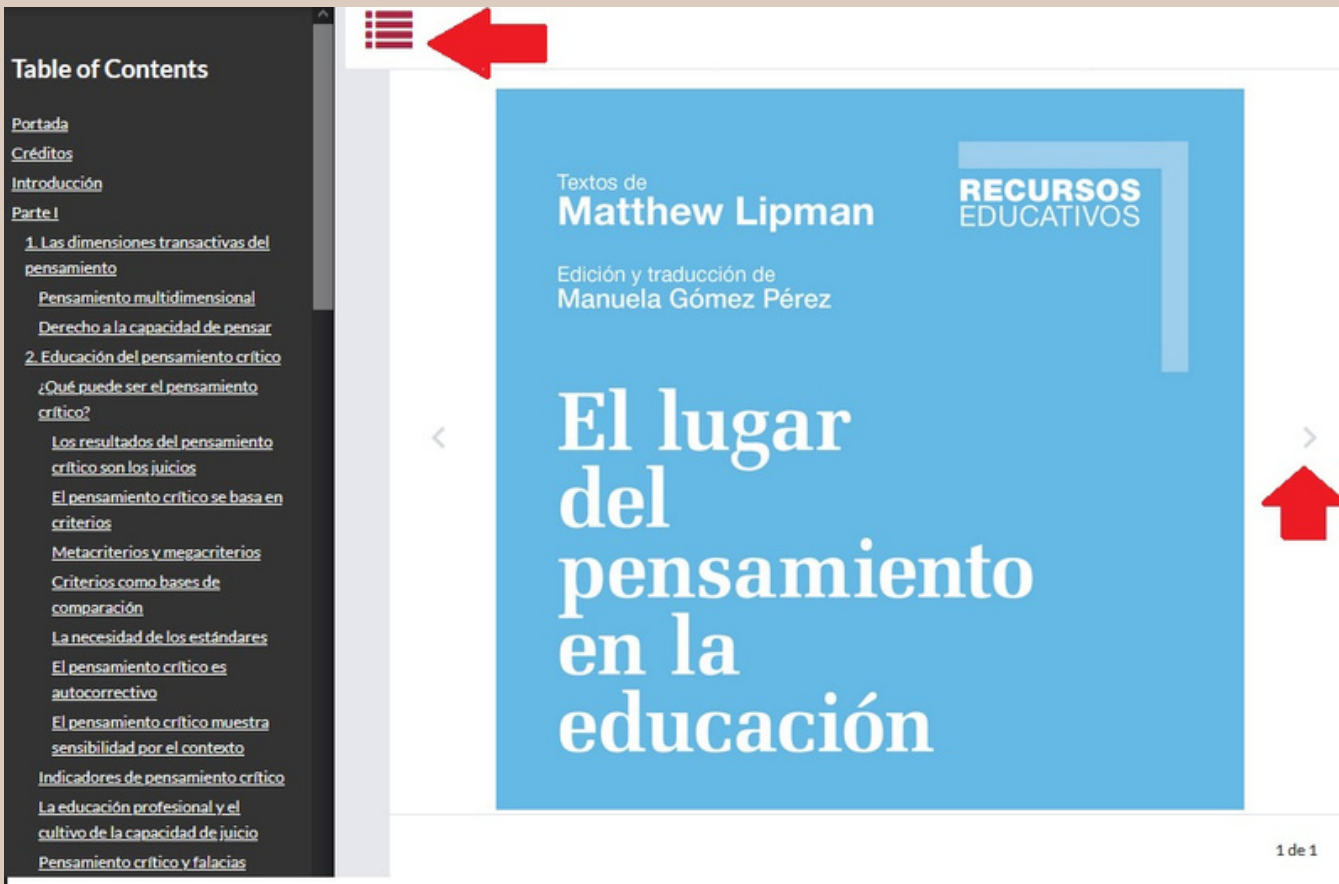 Table of Contents
Portada
Créditos
Introducción
Parte I
1. Las dimensiones transactivas del
pensamiento
Pensamiento multidimensional
Derecho a la capacidad de pensar
2. Educación del pensamiento crítico
¿Qué puede ser el pensamiento
crítico?
Los resultados del pensamiento
crítico son los juicios
El pensamiento crítico se basa en
criterios
Metacriterios y megacriterios
Criterios como bases de
comparación
La necesidad de los estándares
El pensamiento crítico es
autocorrectivo
El pensamiento crítico muestra
sensibilidad por el contexto
Indicadores de pensamiento crítico
La educación profesional y el
cultivo de la capacidad de juicio
Pensamiento crítico y falacias
Textos de
Matthew Lipman
Edición y traducción de
Manuela Gómez Pérez
RECURSOS
EDUCATIVOS
El lugar
del
pensamiento
en la
educación
1 de 1